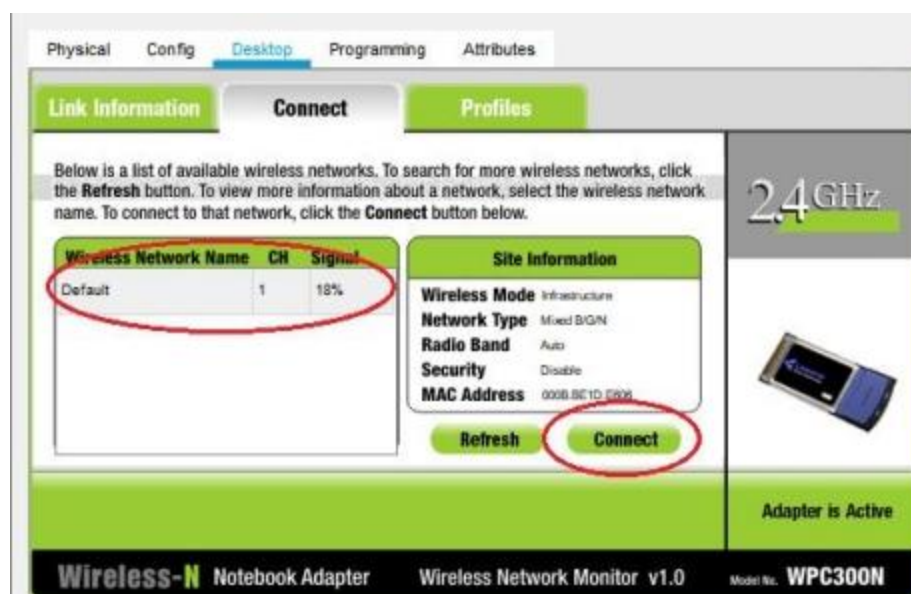 Physical Config Desktop Programming Attributes
Link Information Connect Profiles
Below is a list of available wireless networks. To search for more wireless networks, click
the Refresh button. To view more information about a network, select the wireless network
name. To connect to that network, click the Connect button below.
2.4GHz
Wireless Network Name CH Signal
Default 1 18%
Site Information
Wireless Mode Infrastructure
Network Type Mixed B/G/N
Radio Band Auto
Security Disable
MAC Address
Refresh Connect
Adapter is Active
Wireless-N Notebook Adapter Wireless Network Monitor v1.0 Model No. WPC300N